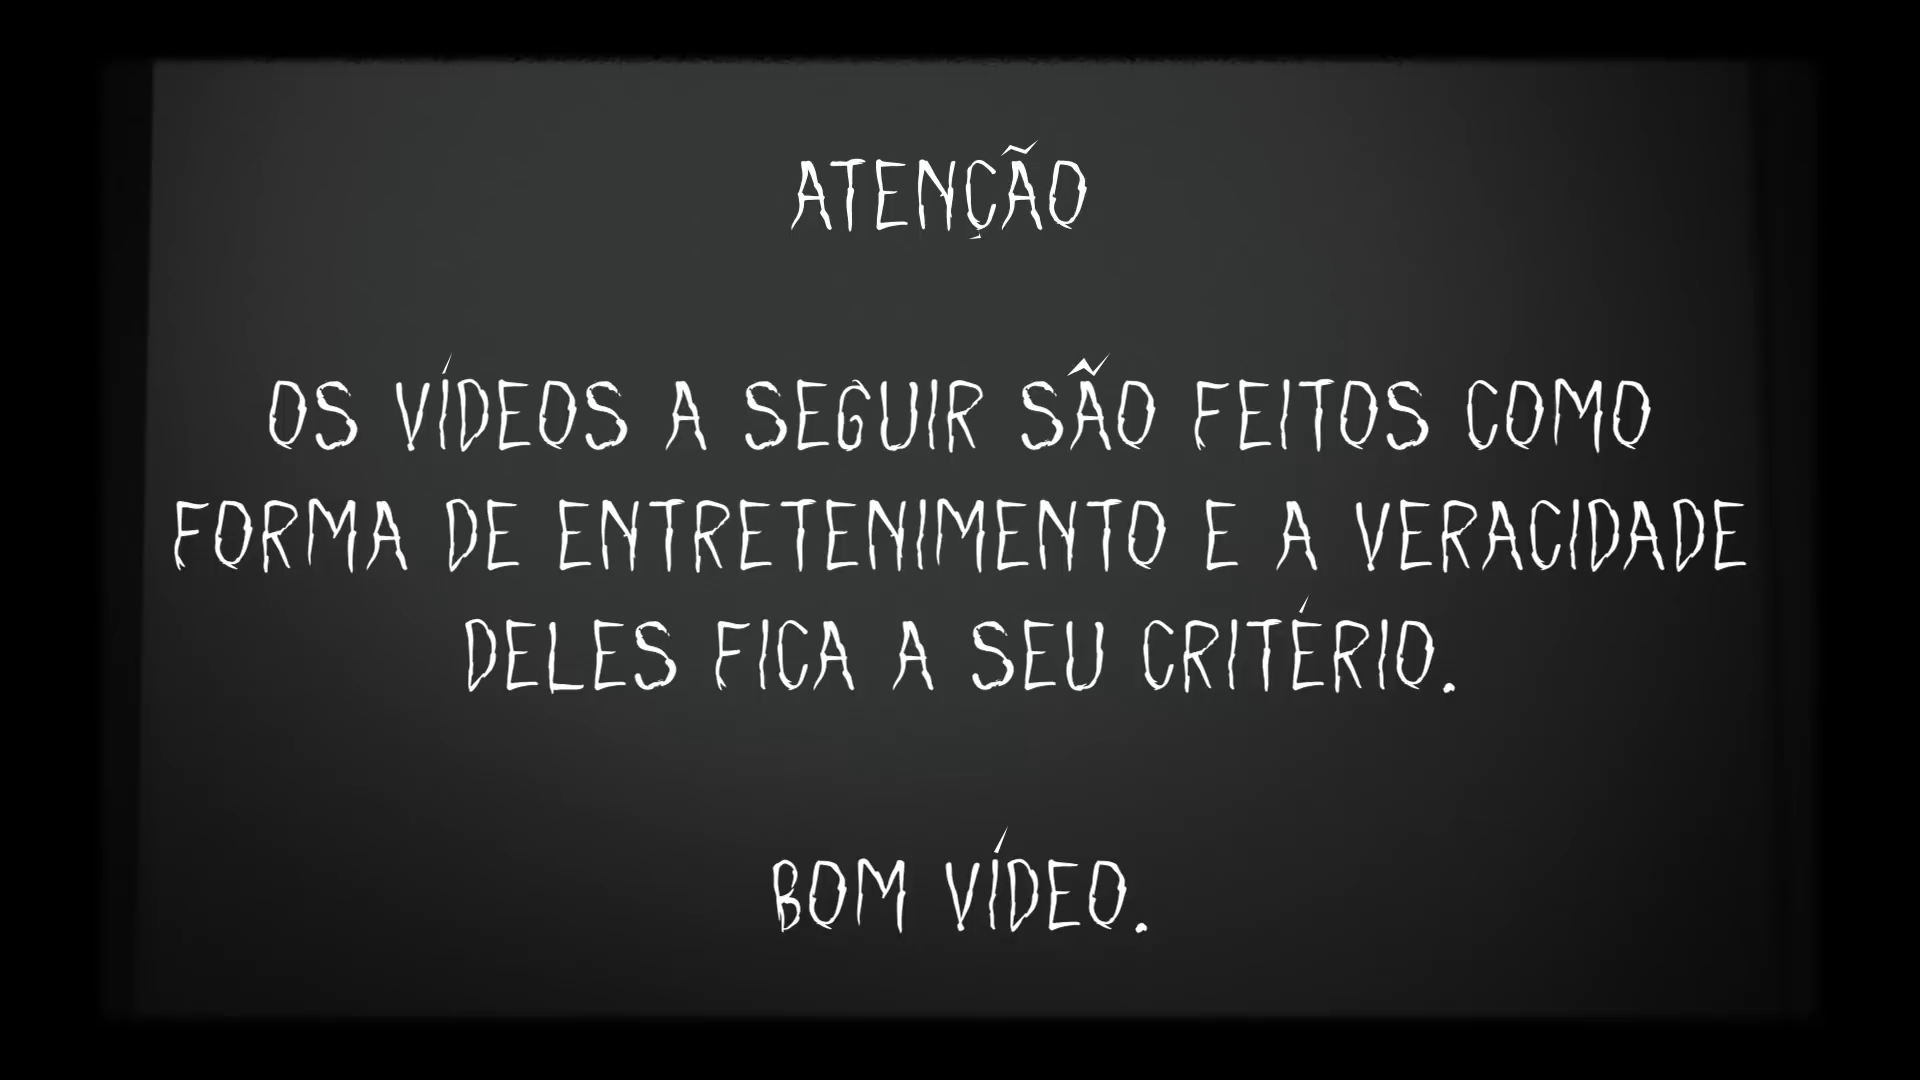 ATENÇÃO
OS VÍDEOS A SEGUIR SÃO FEITOS COMO
FORMA DE ENTRETENIMENTO E A VERACIDADE
DELES FICA A SEU CRITÉRIO.
BOM VÍDEO.